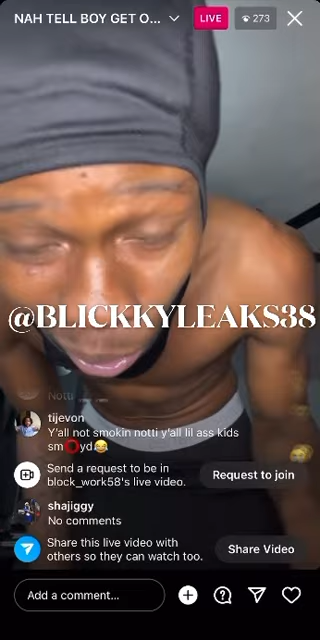 NAH TELL BOY GET O...
LIVE
273
@BLICKKYLEAKS38
Notti
tijevon
Y'all not smokin notti y'all lil ass kids
sm⭕yd😂
Send a request to be in
block_work58's live video.
Request to join
shajiggy
No comments
Share this live video with
others so they can watch too.
Share Video
Add a comment...